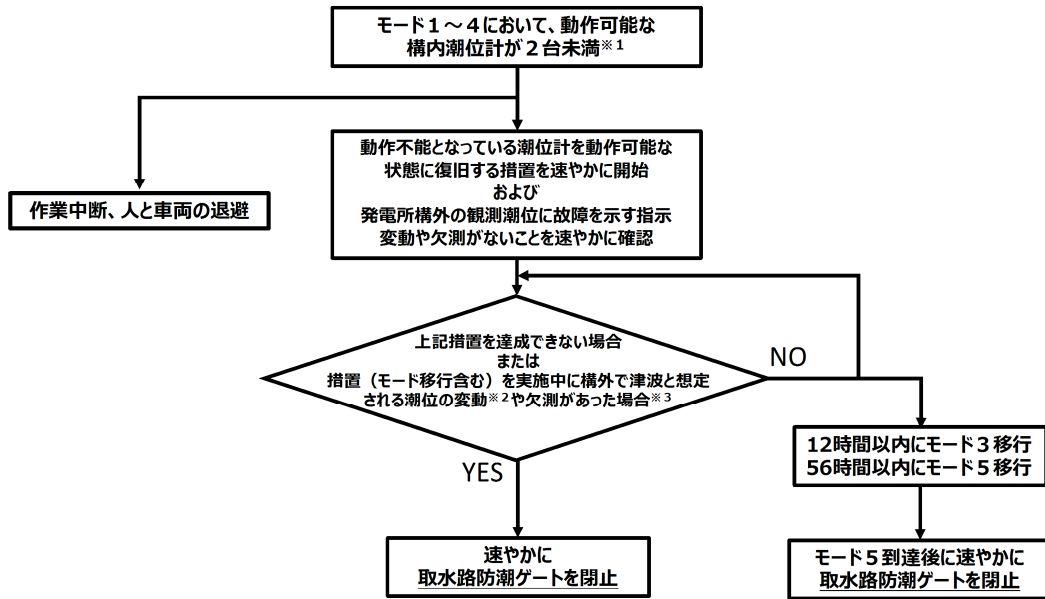 モード１～４において、動作可能な
構内潮位計が２台未満※１
動作不能となっている潮位計を動作可能な
状態に復旧する措置を速やかに開始
および
発電所構外の観測潮位に故障を示す指示
変動や欠測がないことを速やかに確認
作業中断、人と車両の退避
上記措置を達成できない場合
または
措置（モード移行含む）を実施中に構外で津波と想定
される潮位の変動※２や欠測があった場合※３
NO
YES
12時間以内にモード３移行
56時間以内にモード５移行
速やかに
取水路防潮ゲートを閉止
モード５到達後に速やかに
取水路防潮ゲートを閉止